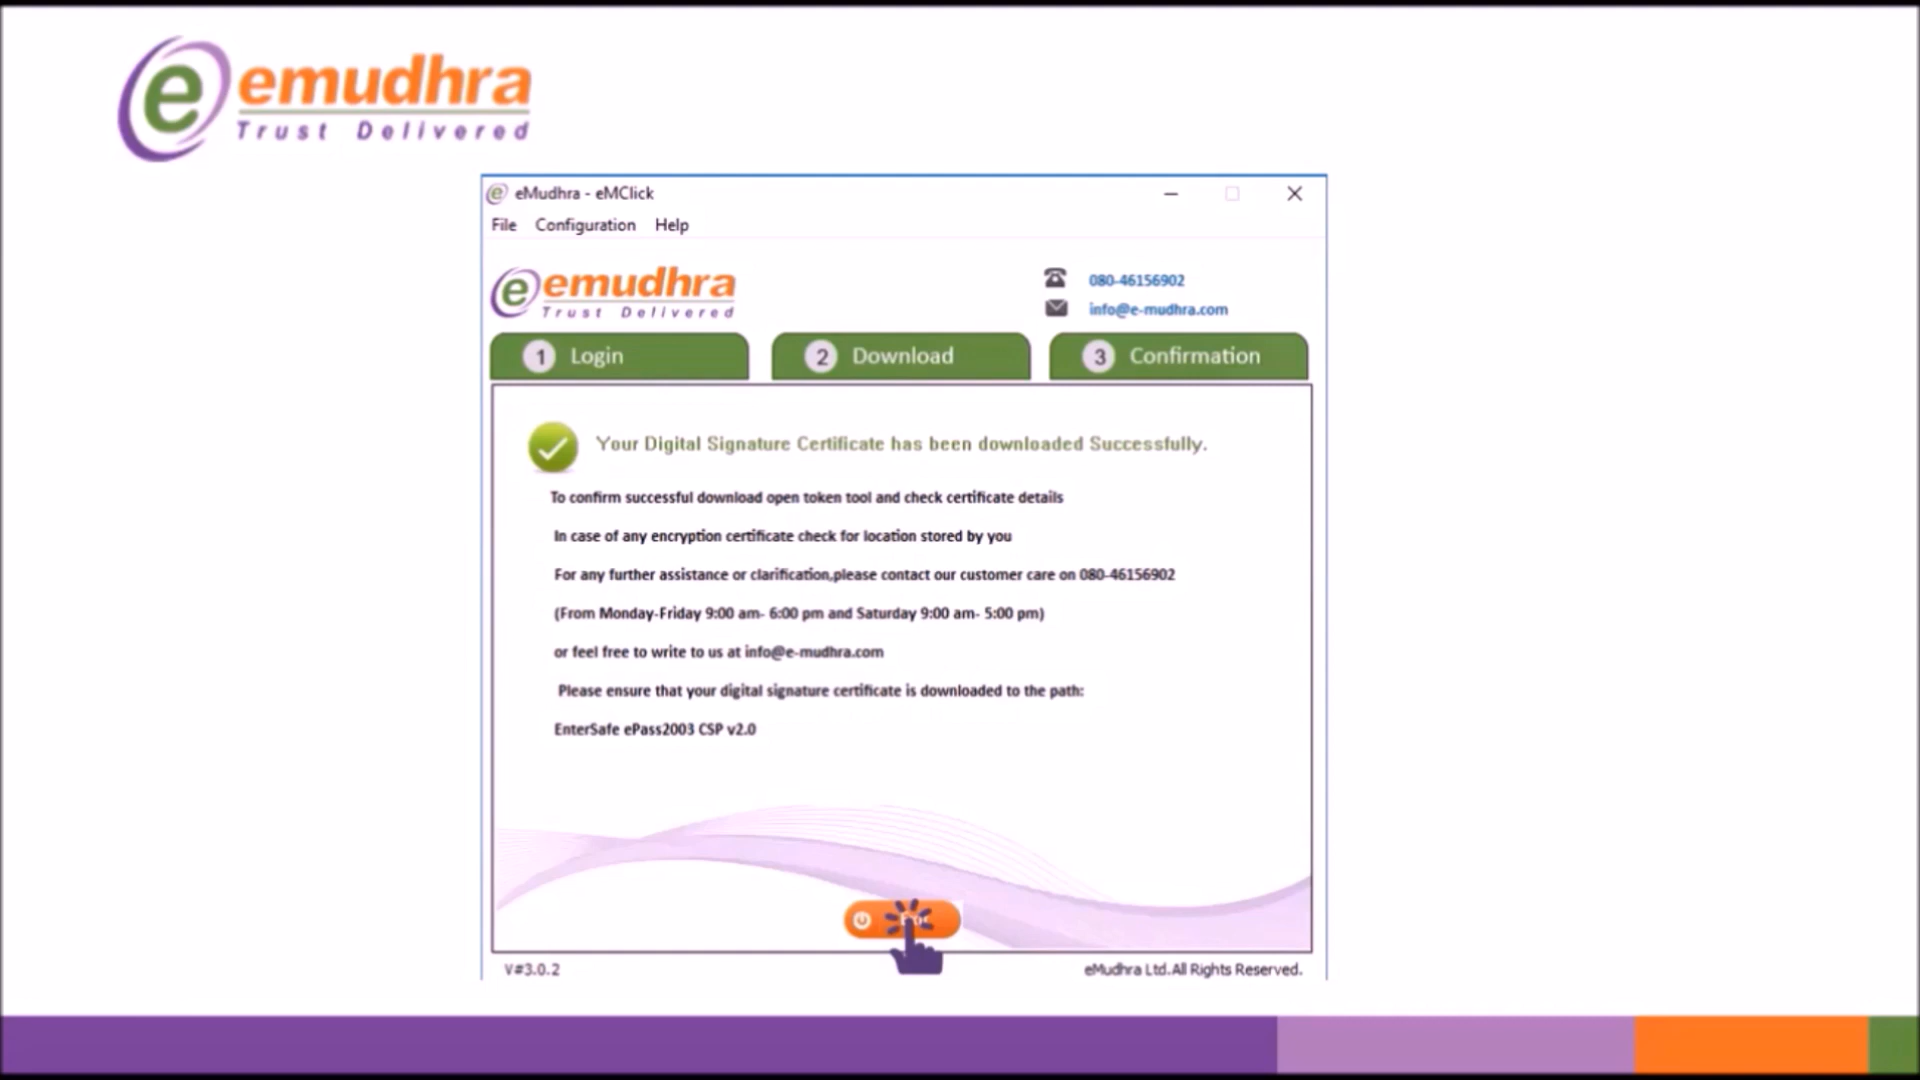 e emudhra
Trust Delivered
e eMudhra - eMClick
File Configuration Help
e emudhra
Trust Delivered
080-46156902
info@e-mudhra.com
1 Login
2 Download
3 Confirmation
Your Digital Signature Certificate has been downloaded Successfully.
To confirm successful download open token tool and check certificate details
In case of any encryption certificate check for location stored by you
For any further assistance or clarification,please contact our customer care on 080-46156902
(From Monday-Friday 9:00 am- 6:00 pm and Saturday 9:00 am- 5:00 pm)
or feel free to write to us at info@e-mudhra.com
Please ensure that your digital signature certificate is downloaded to the path:
EnterSafe ePass2003 CSP v2.0
V#3.0.2
eMudhra Ltd.All Rights Reserved.